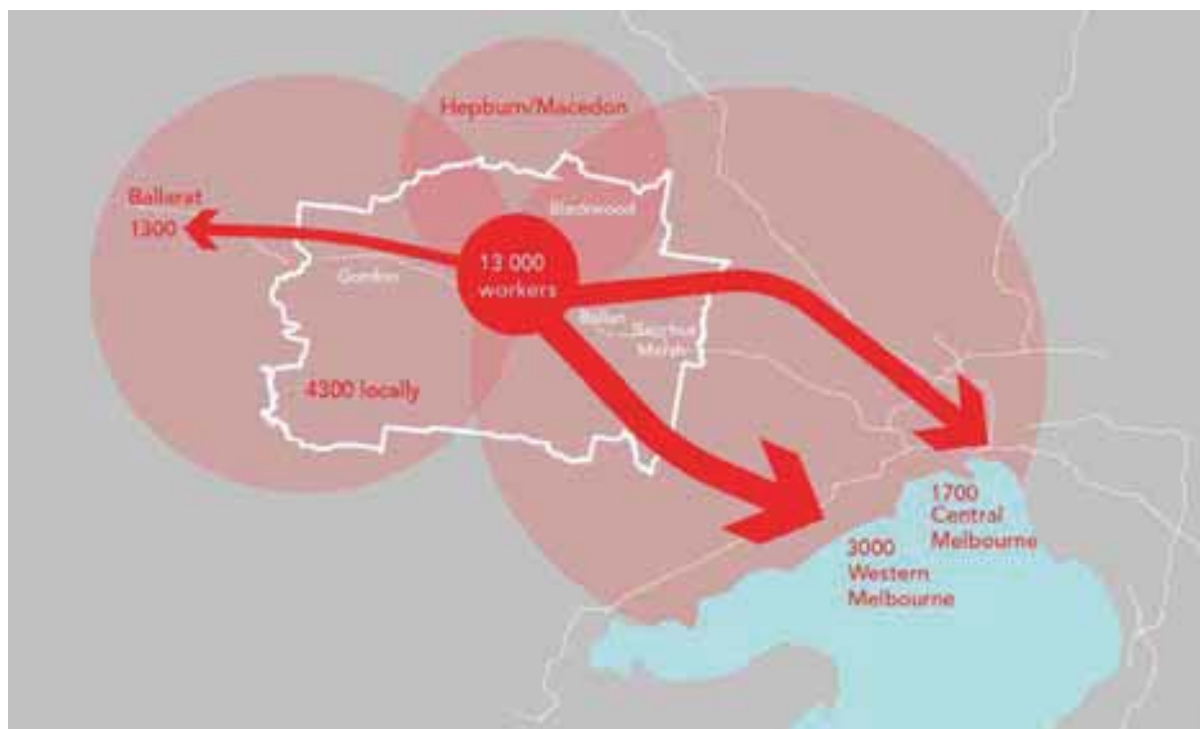 Hepburn/Macedon
Ballarat
1300
Blackwood
13 000
workers
Gordon
Ballan
Bacchus
Marsh
4300 locally
1700
Central
Melbourne
3000
Western
Melbourne